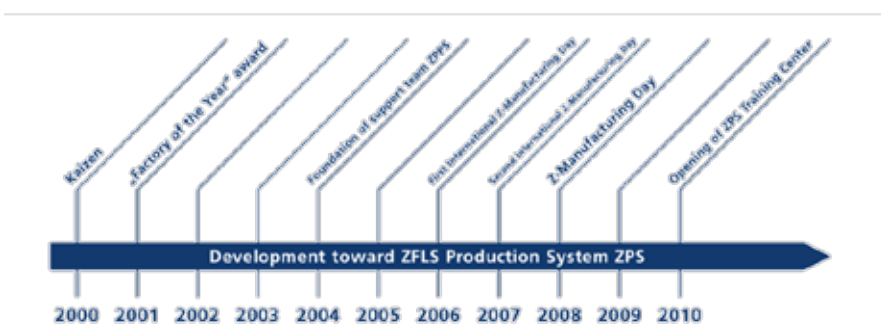 Kaizen
„Factory of the Year“ award
Foundation of support team ZPPS
First international Z-Manufacturing Day
Second international Z-Manufacturing Day
Z-Manufacturing Day
Opening of ZPS Training Center
Development toward ZFLS Production System ZPS
2000 2001 2002 2003 2004 2005 2006 2007 2008 2009 2010